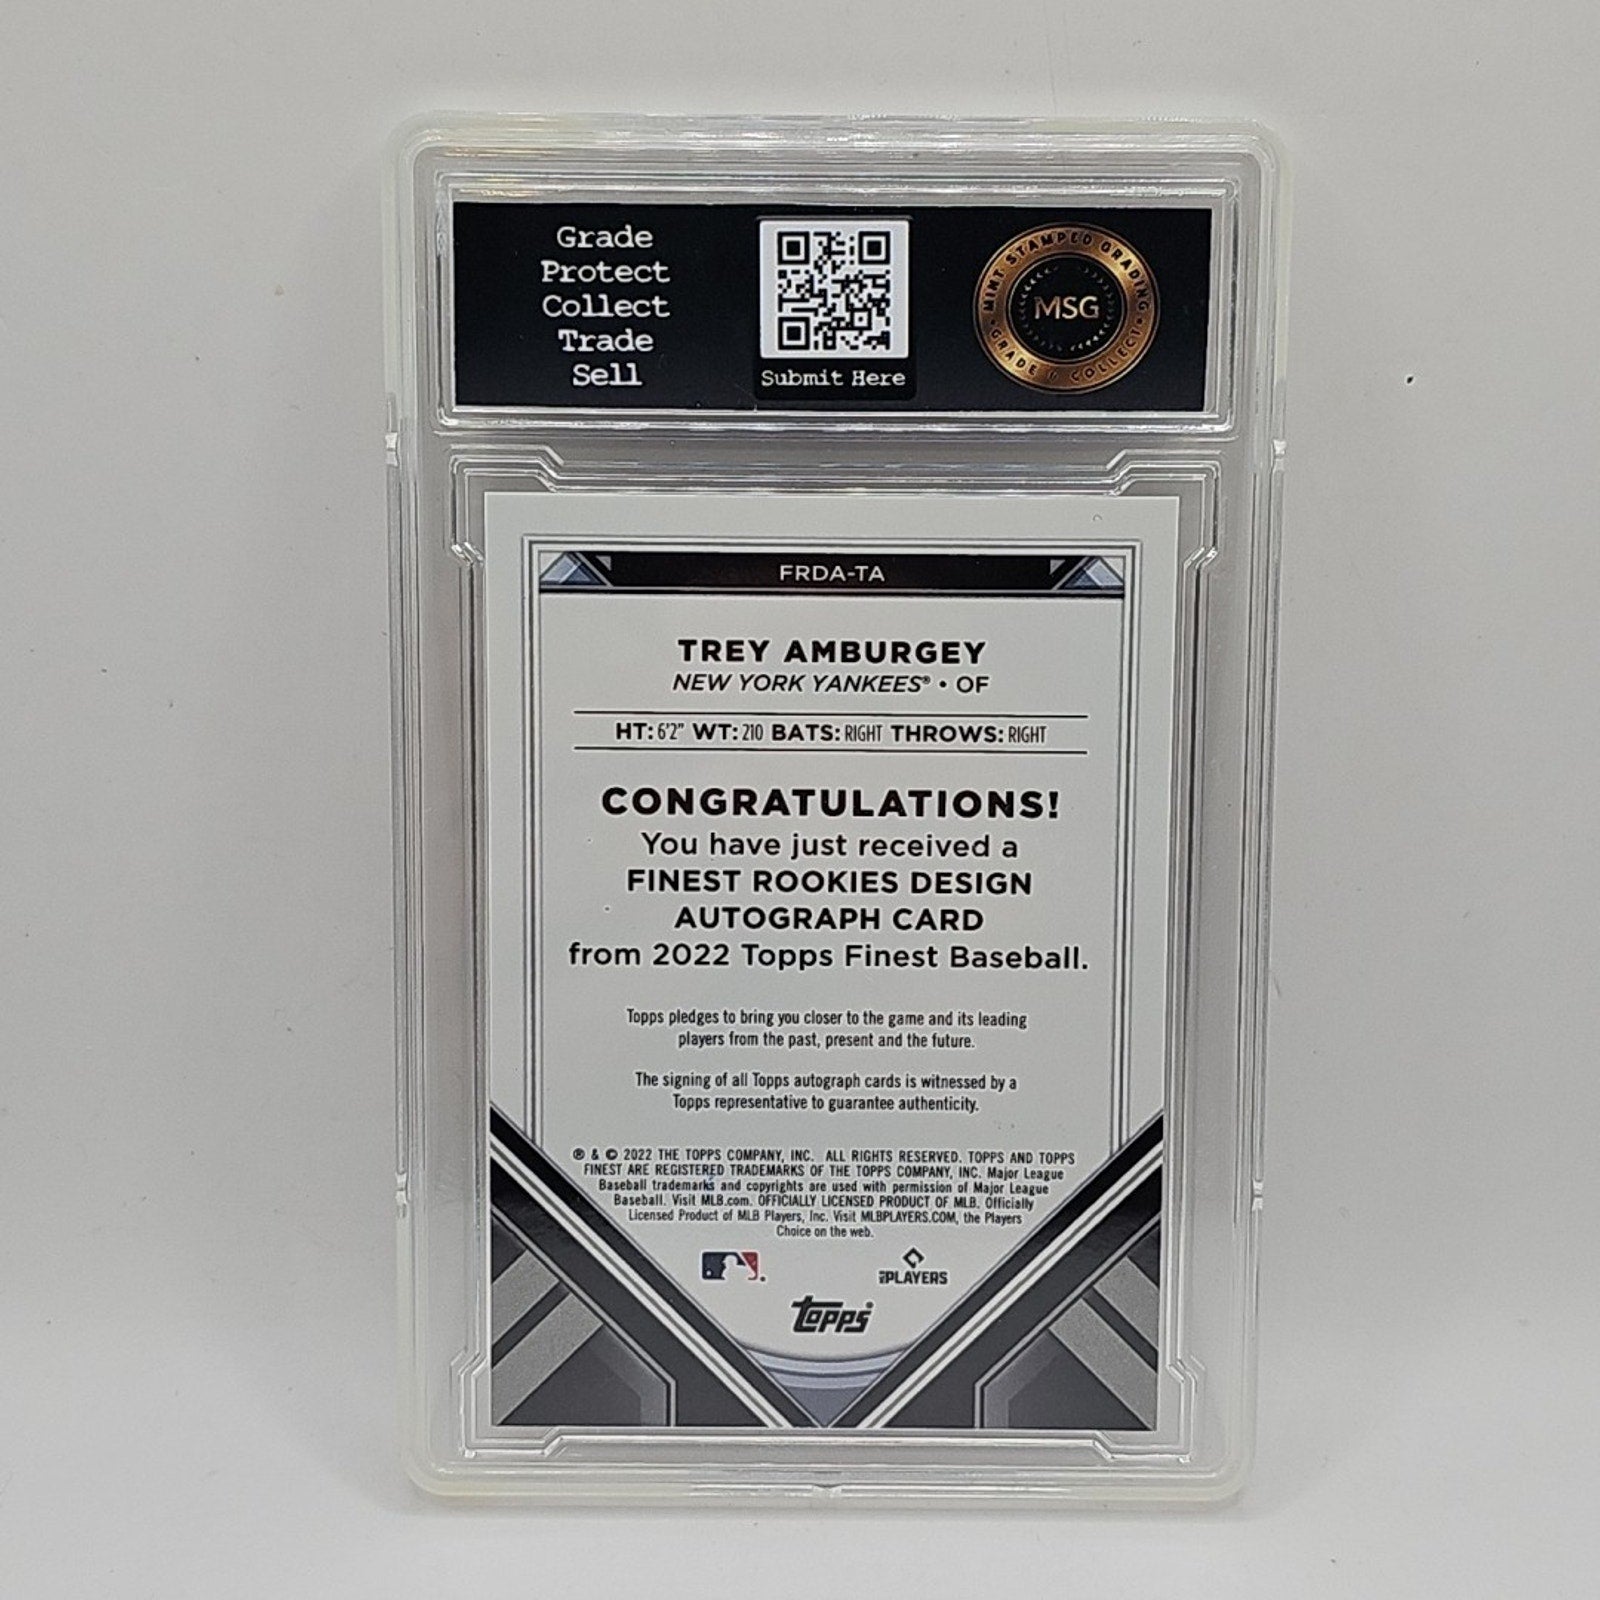 Grade
Protect
Collect
Trade
Sell
Submit Here
MINT STAMPED GRADING
MSG
GRADE & COLLECT
FRDA-TA
TREY AMBURGEY
NEW YORK YANKEES® • OF
HT: 6'2" WT: 210 BATS: RIGHT THROWS: RIGHT
CONGRATULATIONS!
You have just received a
FINEST ROOKIES DESIGN
AUTOGRAPH CARD
from 2022 Topps Finest Baseball.
Topps pledges to bring you closer to the game and its leading
players from the past, present and the future.
The signing of all Topps autograph cards is witnessed by a
Topps representative to guarantee authenticity.
® & © 2022 THE TOPPS COMPANY, INC. ALL RIGHTS RESERVED. TOPPS AND TOPPS
FINEST ARE REGISTERED TRADEMARKS OF THE TOPPS COMPANY, INC. Major League
Baseball trademarks and copyrights are used with permission of Major League
Baseball. Visit MLB.com. OFFICIALLY LICENSED PRODUCT OF MLB. Officially
Licensed Product of MLB Players, Inc. Visit MLBPLAYERS.COM, the Players
Choice on the web.
PLAYERS
Topps